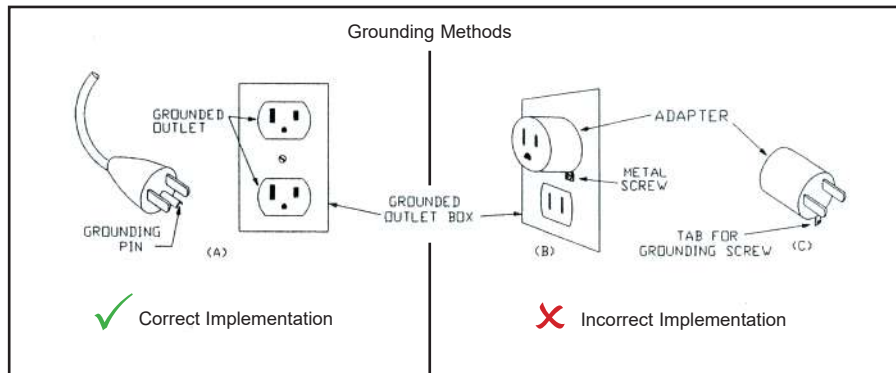 Grounding Methods
GROUNDED
OUTLET
GROUNDING
PIN
(A)
GROUNDED
OUTLET BOX
ADAPTER
METAL
SCREW
(B)
TAB FOR
GROUNDING SCREW
(C)
Correct Implementation
Incorrect Implementation